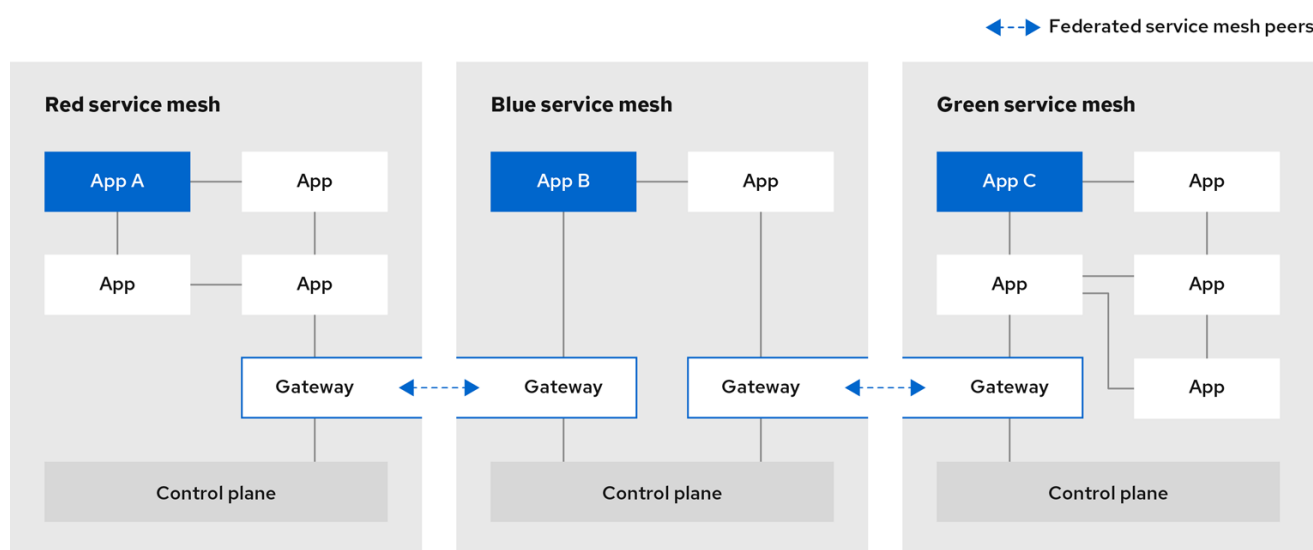 Federated service mesh peers
Red service mesh
Blue service mesh
Green service mesh
App A
App
App B
App
App C
App
App
App
App
App
Gateway
Gateway
Gateway
Gateway
App
Control plane
Control plane
Control plane